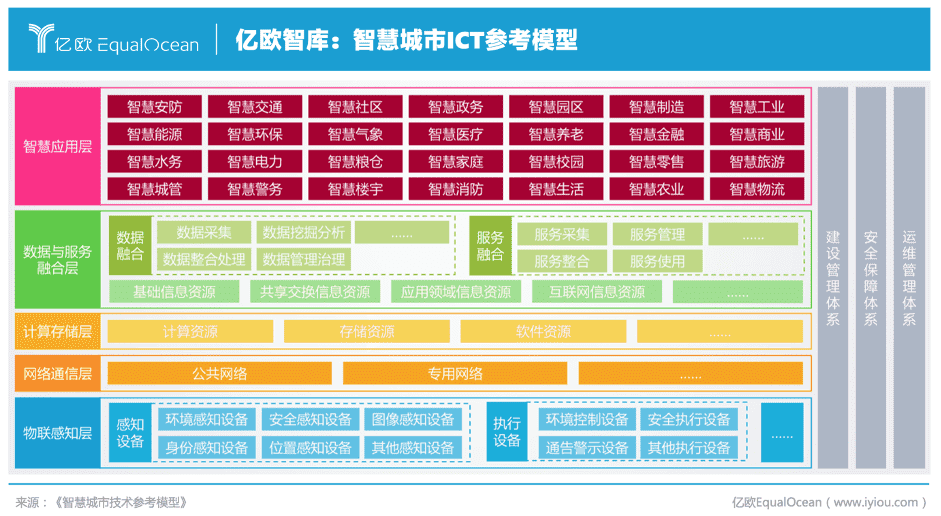 亿欧 EqualOcean
亿欧智库：智慧城市ICT参考模型
智慧应用层
智慧安防 智慧交通 智慧社区 智慧政务 智慧园区 智慧制造 智慧工业
智慧能源 智慧环保 智慧气象 智慧医疗 智慧养老 智慧金融 智慧商业
智慧水务 智慧电力 智慧粮仓 智慧家庭 智慧校园 智慧零售 智慧旅游
智慧城管 智慧警务 智慧楼宇 智慧消防 智慧生活 智慧农业 智慧物流
数据与服务
融合层
数据
融合
数据采集 数据挖掘分析 ……
数据整合处理 数据管理治理
服务
融合
服务采集 服务管理 ……
服务整合 服务使用
基础信息资源 共享交换信息资源 应用领域信息资源 互联网信息资源 ……
计算存储层
计算资源 存储资源 软件资源 ……
网络通信层
公共网络 专用网络 ……
物联感知层
感知
设备
环境感知设备 安全感知设备 图像感知设备
身份感知设备 位置感知设备 其他感知设备
执行
设备
环境控制设备 安全执行设备
通告警示设备 其他执行设备
……
建设管理体系
安全保障体系
运维管理体系
来源：《智慧城市技术参考模型》
亿欧EqualOcean（www.iyiou.com）